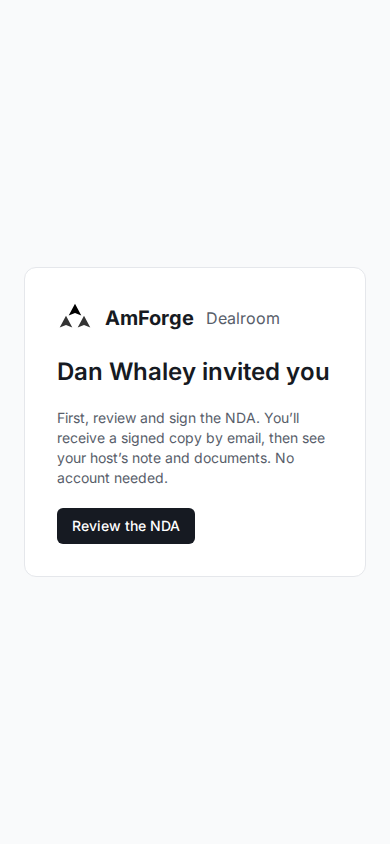 AmForge Dealroom
Dan Whaley invited you
First, review and sign the NDA. You’ll
receive a signed copy by email, then see
your host’s note and documents. No
account needed.
Review the NDA